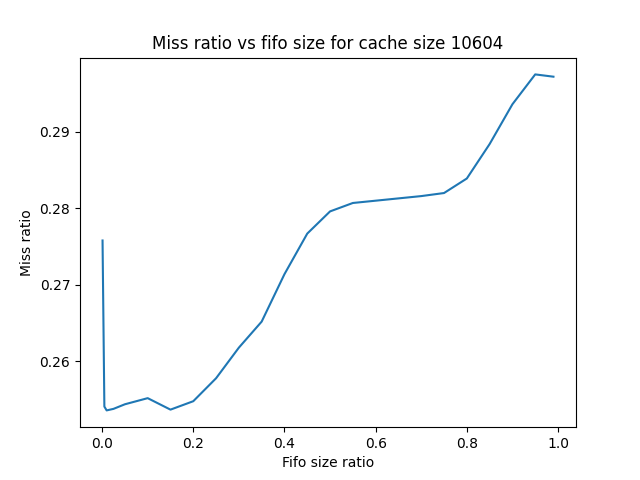 Miss ratio vs fifo size for cache size 10604
0.29
0.28
0.27
0.26
Miss ratio
0.0 0.2 0.4 0.6 0.8 1.0
Fifo size ratio